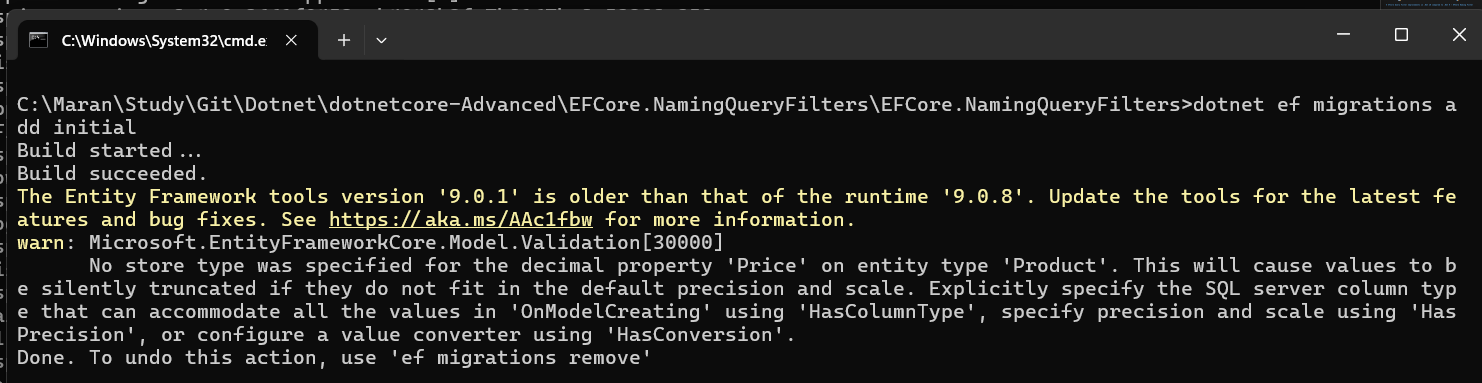 C:\Windows\System32\cmd.e
C:\Maran\Study\Git\Dotnet\dotnetcore-Advanced\EFCore.NamingQueryFilters\EFCore.NamingQueryFilters>dotnet ef migrations a
dd initial
Build started...
Build succeeded.
The Entity Framework tools version '9.0.1' is older than that of the runtime '9.0.8'. Update the tools for the latest fe
atures and bug fixes. See https://aka.ms/AAc1fbw for more information.
warn: Microsoft.EntityFrameworkCore.Model.Validation[30000]
      No store type was specified for the decimal property 'Price' on entity type 'Product'. This will cause values to b
e silently truncated if they do not fit in the default precision and scale. Explicitly specify the SQL server column typ
e that can accommodate all the values in 'OnModelCreating' using 'HasColumnType', specify precision and scale using 'Has
Precision', or configure a value converter using 'HasConversion'.
Done. To undo this action, use 'ef migrations remove'